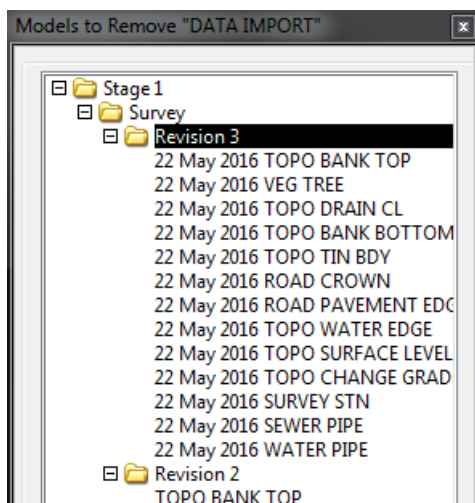 Models to Remove "DATA IMPORT"
Stage 1
Survey
Revision 3
22 May 2016 TOPO BANK TOP
22 May 2016 VEG TREE
22 May 2016 TOPO DRAIN CL
22 May 2016 TOPO BANK BOTTOM
22 May 2016 TOPO TIN BDY
22 May 2016 ROAD CROWN
22 May 2016 ROAD PAVEMENT EDG
22 May 2016 TOPO WATER EDGE
22 May 2016 TOPO SURFACE LEVEL
22 May 2016 TOPO CHANGE GRAD
22 May 2016 SURVEY STN
22 May 2016 SEWER PIPE
22 May 2016 WATER PIPE
Revision 2
TOPO BANK TOP